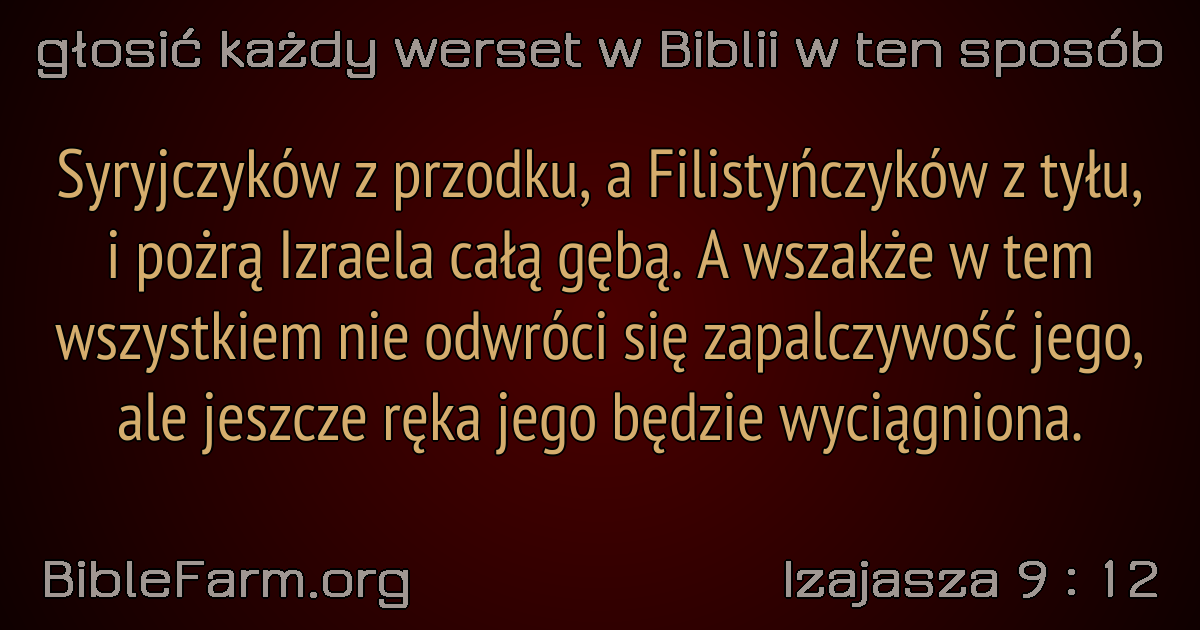 głosić każdy werset w Biblii w ten sposób
Syryjczyków z przodku, a Filistyńczyków z tyłu,
i pożrą Izraela całą gębą. A wszakże w tem
wszystkiem nie odwróci się zapalczywość jego,
ale jeszcze ręka jego będzie wyciągniona.
BibleFarm.org
Izajasza 9 : 12